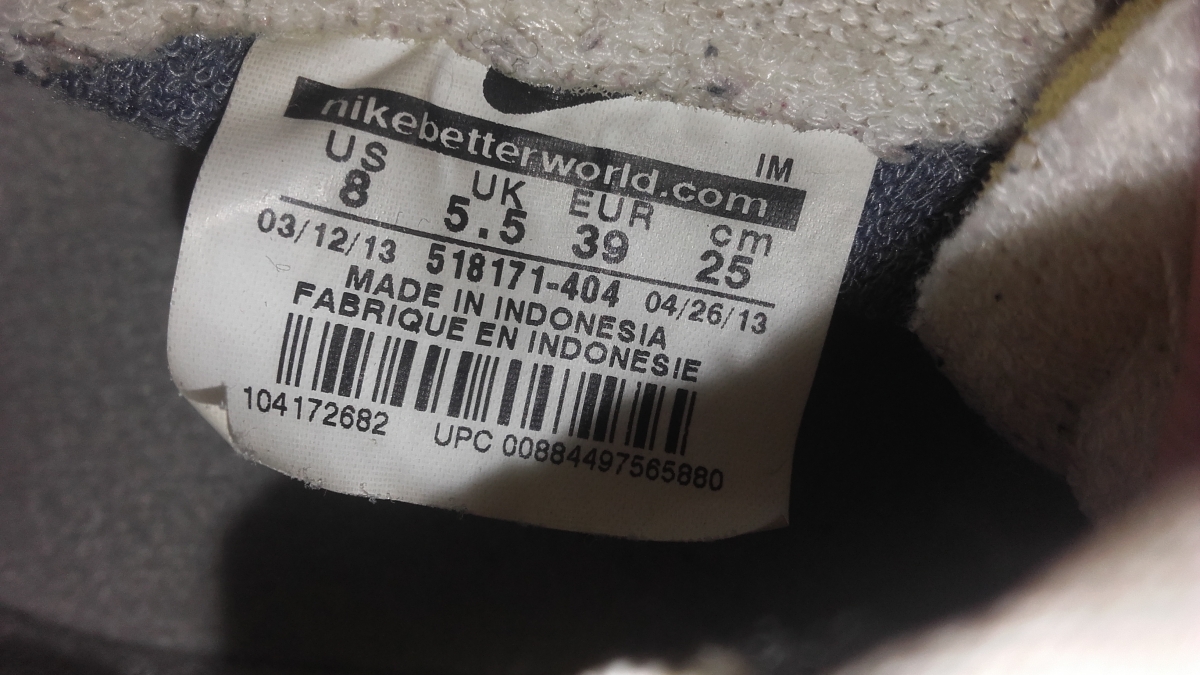 nikebetterworld.com
IM
US UK EUR cm
8 5.5 39 25
03/12/13 518171-404 04/26/13
MADE IN INDONESIA
FABRIQUE EN INDONESIE
104172682 UPC 00884497565880